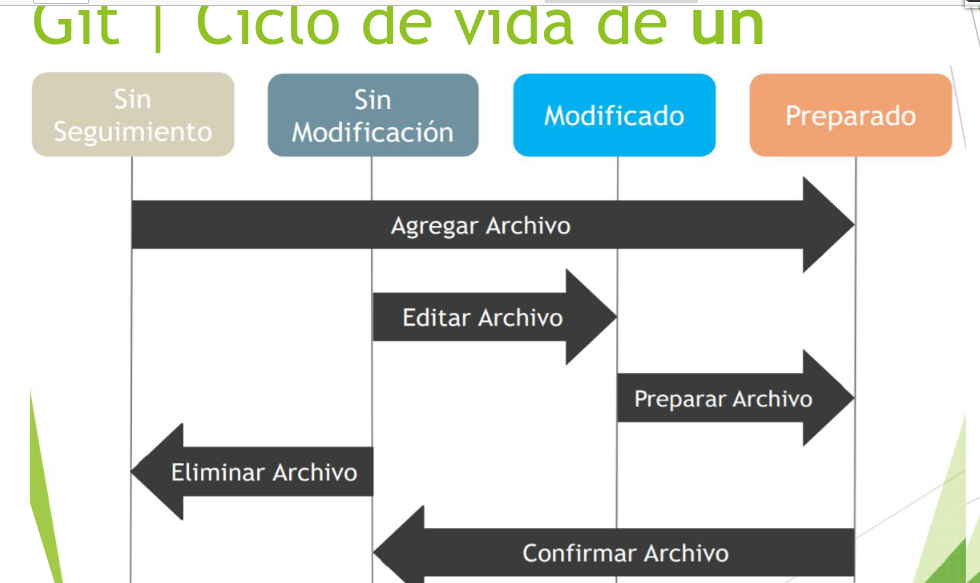 Git | Ciclo de vida de un
Sin
Seguimiento
Sin
Modificación
Modificado
Preparado
Agregar Archivo
Editar Archivo
Preparar Archivo
Eliminar Archivo
Confirmar Archivo